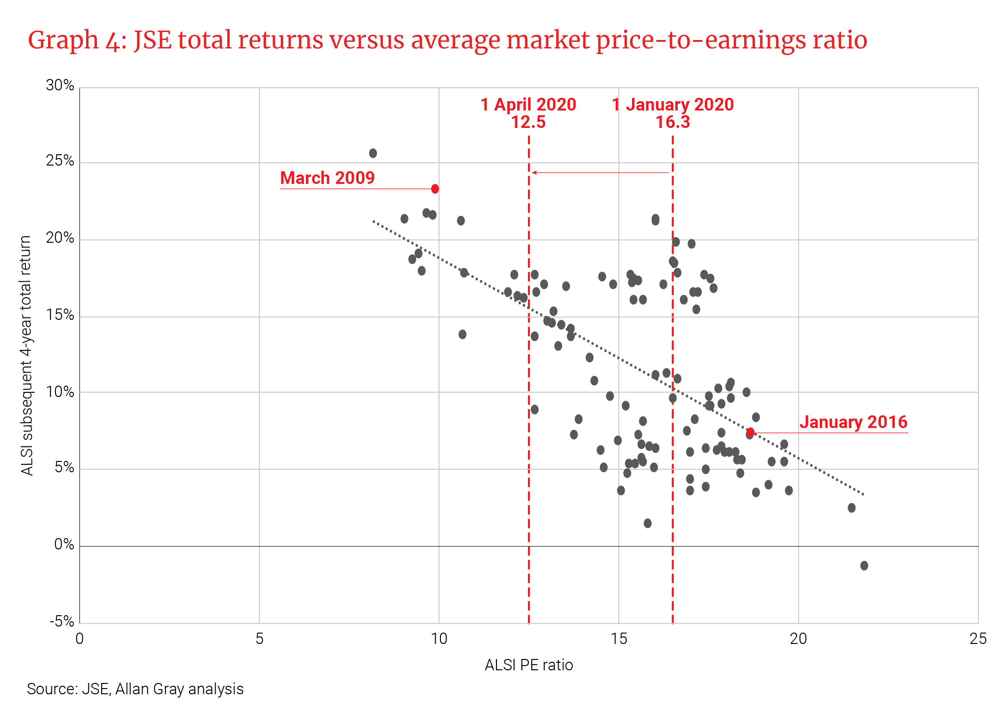 Graph 4: JSE total returns versus average market price-to-earnings ratio
30%
25%
20%
15%
10%
5%
0%
-5%
ALSI subsequent 4-year total return
1 April 2020
12.5
1 January 2020
16.3
March 2009
January 2016
0
5
10
15
20
25
ALSI PE ratio
Source: JSE, Allan Gray analysis